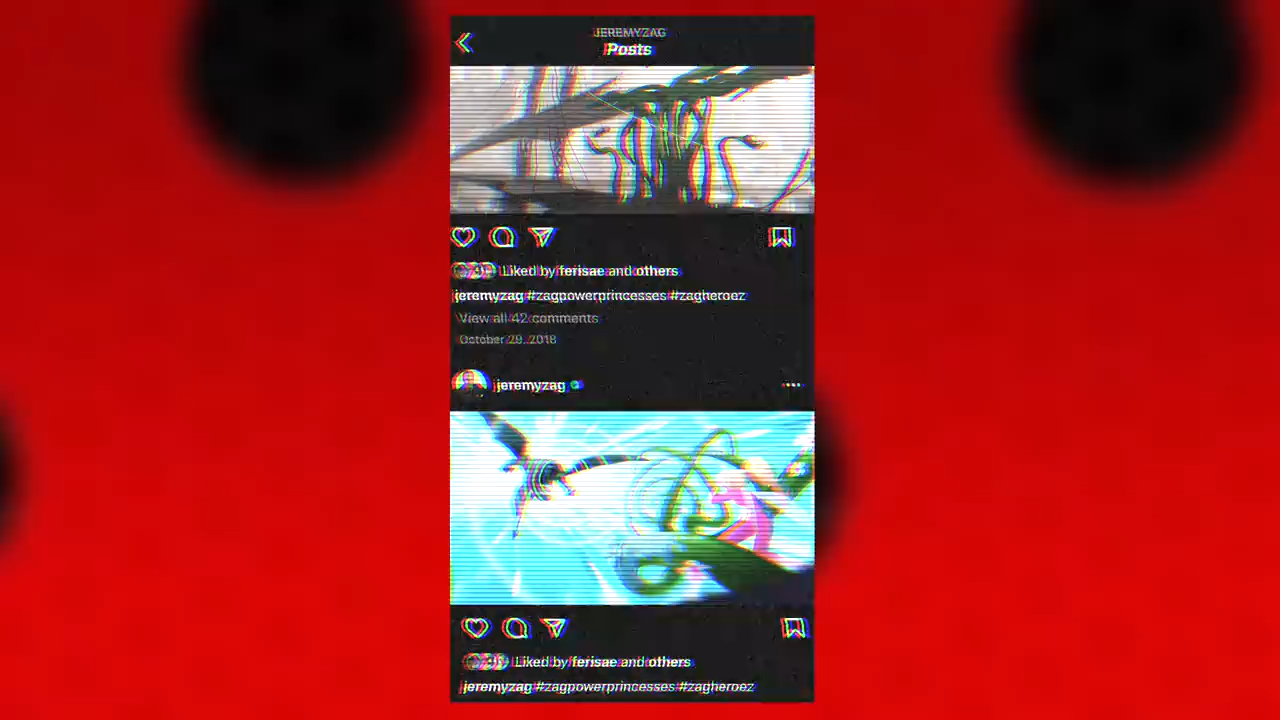 JEREMYZAG
Posts
Liked by ferisae and others
jeremyzag #zagpowerprincesses #zagheroez
View all 42 comments
October 29, 2018
jeremyzag
Liked by ferisae and others
jeremyzag #zagpowerprincesses #zagheroez